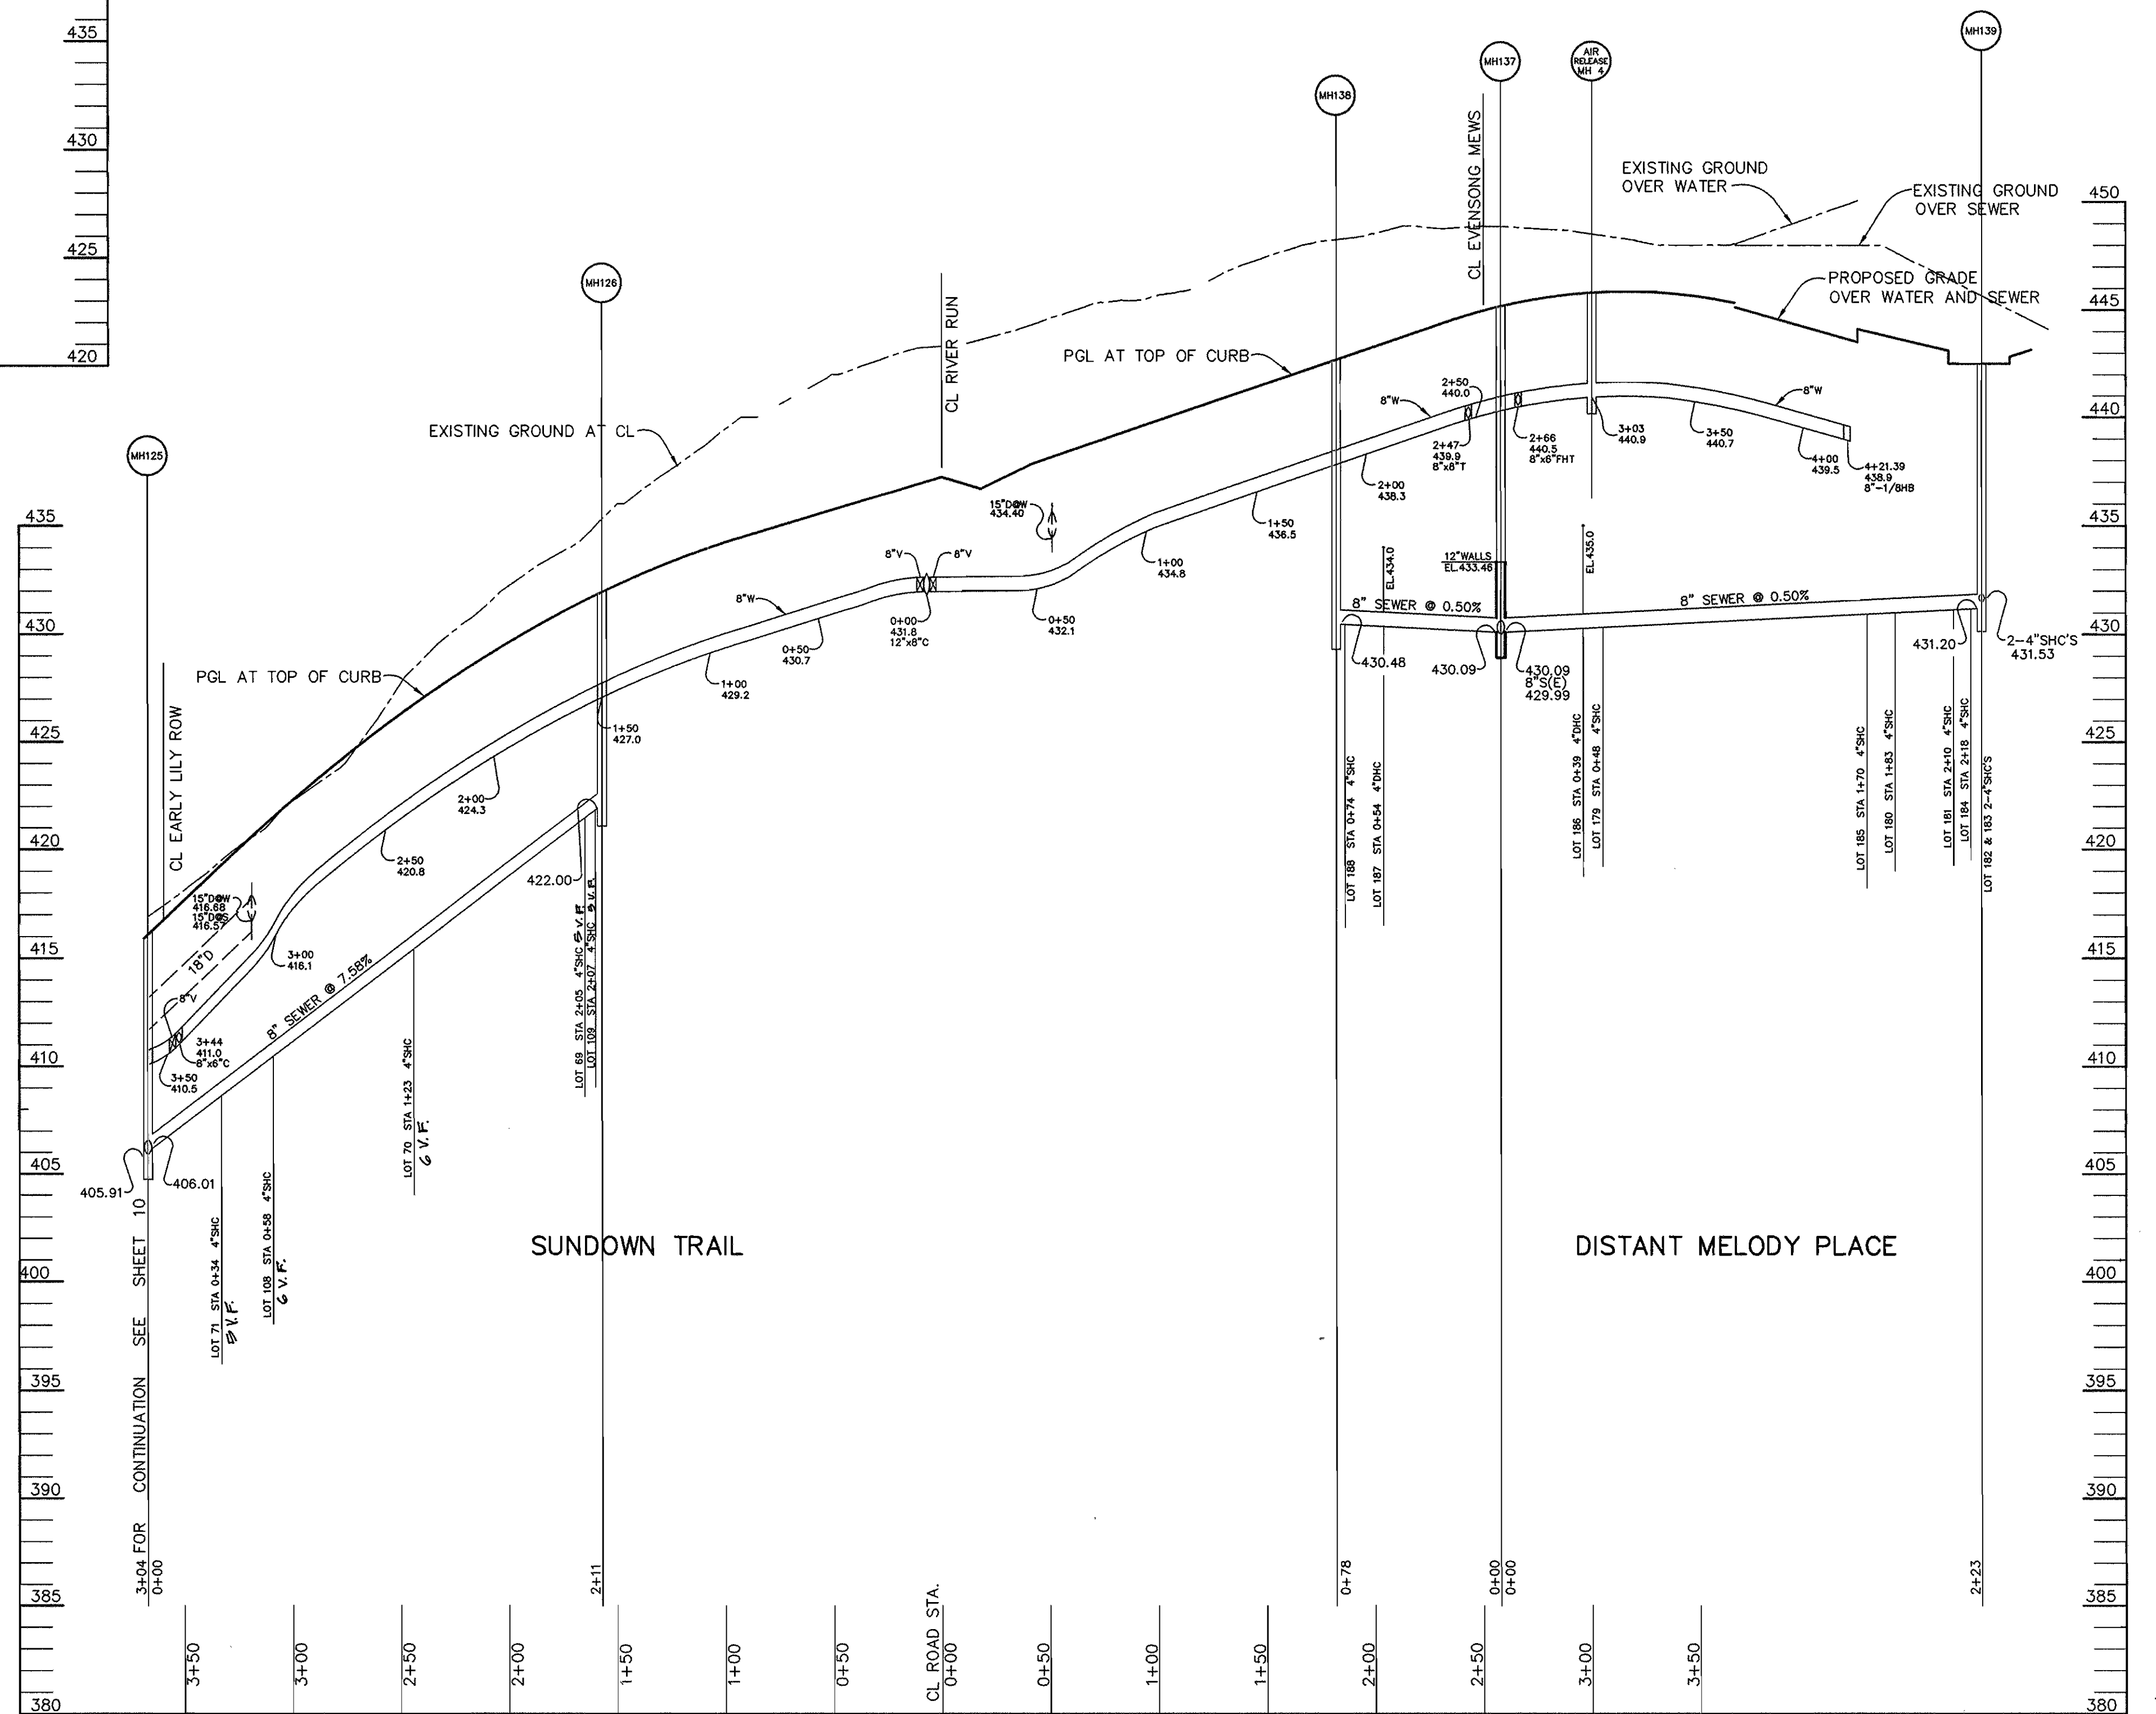 435
430
425
420
MH125
MH126
MH138
MH137
AIR
RELEASE
MH 4
MH139
EXISTING GROUND
OVER WATER
EXISTING GROUND
OVER SEWER
PROPOSED GRADE
OVER WATER AND SEWER
CL EVENSONG MEWS
CL RIVER RUN
PGL AT TOP OF CURB
EXISTING GROUND AT CL
PGL AT TOP OF CURB
CL EARLY LILY ROW
450
445
440
435
430
425
420
415
410
405
400
395
390
385
380
435
430
425
420
415
410
405
400
395
390
385
380
15"D@W
416.68
15"D@S
416.57
18"D
8"V
3+44
411.0
8"x6"C
3+50
410.5
3+00
416.1
2+50
420.8
2+00
424.3
1+50
427.0
1+00
429.2
0+50
430.7
8"W
8"V
8"V
0+00
431.8
12"x8"C
0+50
432.1
15"D@W
434.40
1+00
434.8
1+50
436.5
2+00
438.3
8"W
2+50
440.0
2+47
439.9
8"x8"T
2+66
440.5
8"x6"FHT
3+03
440.9
3+50
440.7
8"W
4+00
439.5
4+21.39
438.9
8"-1/8HB
8" SEWER @ 7.58%
405.91
406.01
422.00
8" SEWER @ 0.50%
EL.434.0
12"WALLS
EL.433.46
EL.435.0
8" SEWER @ 0.50%
430.48
430.09
430.09
8"S(E)
429.99
431.20
2-4"SHC'S
431.53
LOT 71 STA 0+34 4"SHC
5 V.F.
LOT 108 STA 0+58 4"SHC
6 V.F.
LOT 70 STA 1+23 4"SHC
6 V.F.
LOT 69 STA 2+05 4"SHC 5 V.F.
LOT 109 STA 2+07 4"SHC 5 V.F.
LOT 188 STA 0+74 4"SHC
LOT 187 STA 0+54 4"DHC
LOT 186 STA 0+39 4"DHC
LOT 179 STA 0+48 4"SHC
LOT 185 STA 1+70 4"SHC
LOT 180 STA 1+83 4"SHC
LOT 181 STA 2+10 4"SHC
LOT 184 STA 2+18 4"SHC
LOT 182 & 183 2-4"SHC'S
SUNDOWN TRAIL
DISTANT MELODY PLACE
FOR CONTINUATION SEE SHEET 10
3+04
0+00
2+11
0+78
0+00
0+00
2+23
3+50
3+00
2+50
2+00
1+50
1+00
0+50
CL ROAD STA.
0+00
0+50
1+00
1+50
2+00
2+50
3+00
3+50